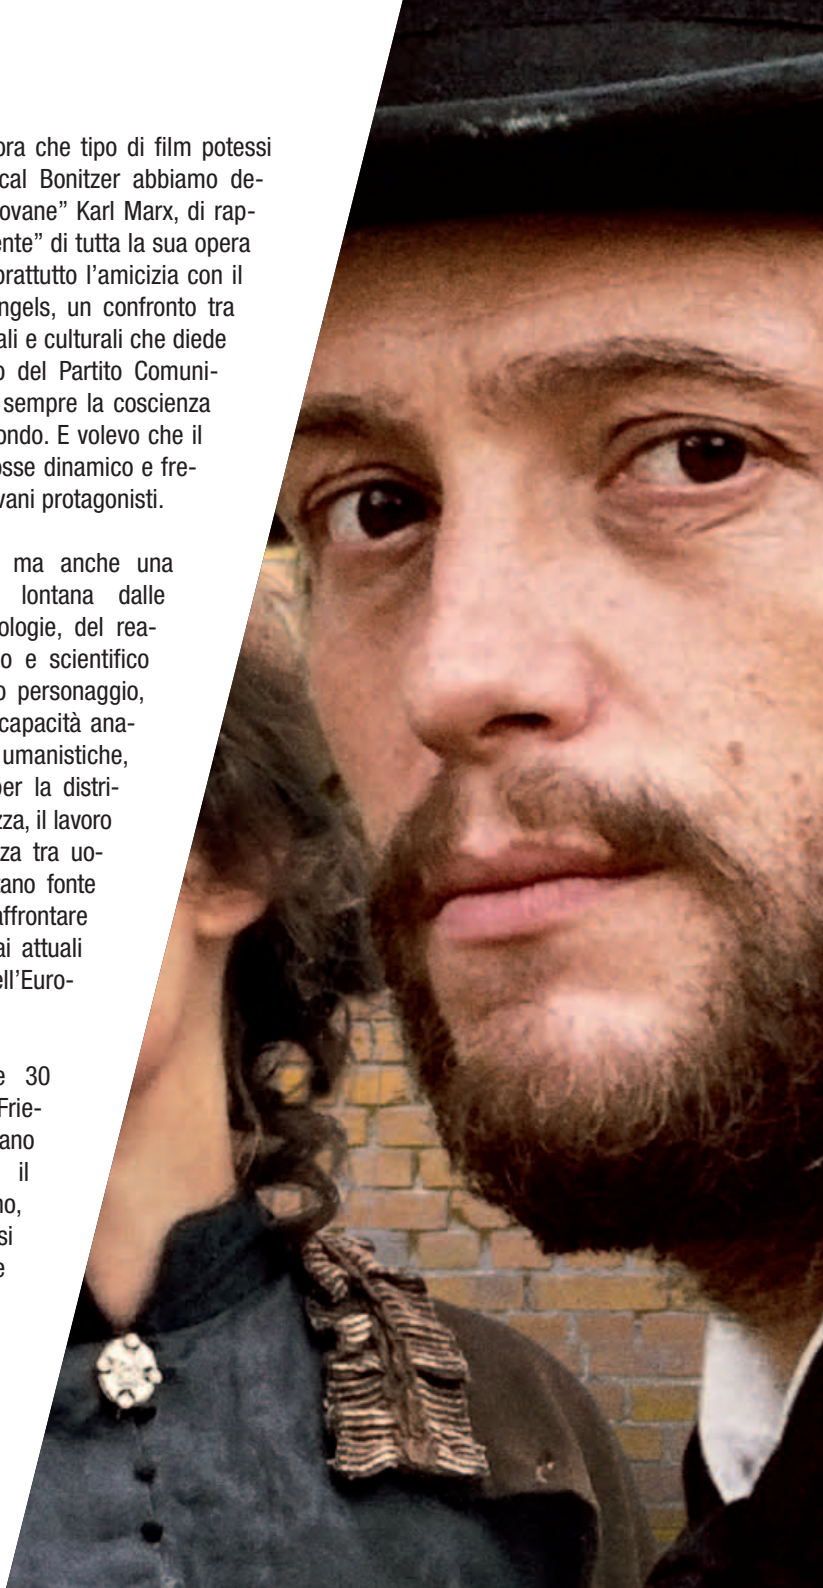 ora che tipo di film potessi
cal Bonitzer abbiamo de-
ovane” Karl Marx, di rap-
ente” di tutta la sua opera
prattutto l’amicizia con il
ngels, un confronto tra
ali e culturali che diede
o del Partito Comuni-
sempre la coscienza
ondo. E volevo che il
osse dinamico e fre-
vani protagonisti.
ma anche una
lontana dalle
ologie, del rea-
o e scientifico
o personaggio,
capacità ana-
umanistiche,
per la distri-
zza, il lavoro
za tra uo-
tano fonte
affrontare
ai attuali
ell’Euro-
e 30
Frie-
ano
il
no,
si
e